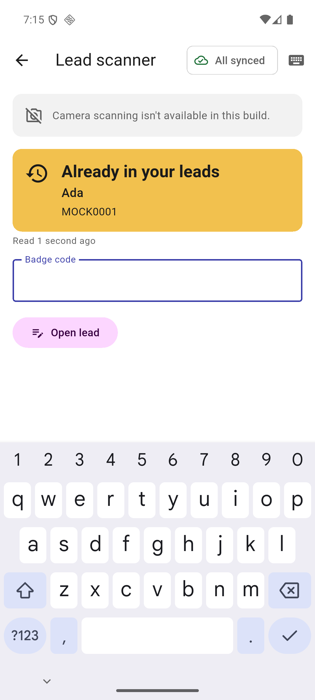 7:15
Lead scanner
All synced
Camera scanning isn't available in this build.
Already in your leads
Ada
MOCK0001
Read 1 second ago
Badge code
Open lead
1 2 3 4 5 6 7 8 9 0
q w e r t y u i o p
a s d f g h j k l
z x c v b n m
?123 , .